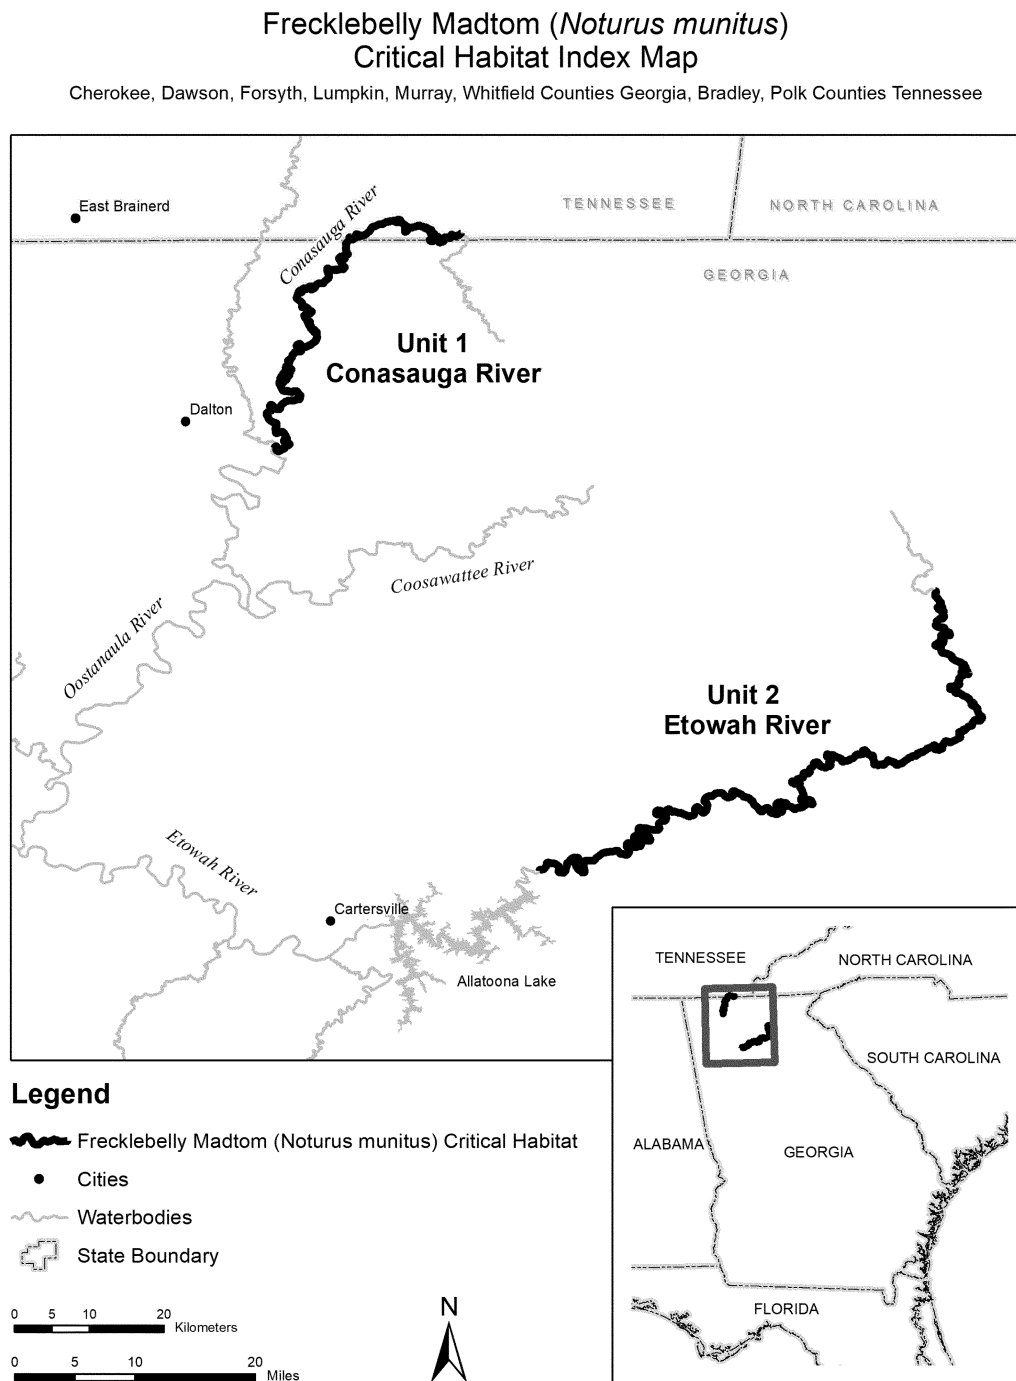 Frecklebelly Madtom (Noturus munitus)
Critical Habitat Index Map
Cherokee, Dawson, Forsyth, Lumpkin, Murray, Whitfield Counties Georgia, Bradley, Polk Counties Tennessee
East Brainerd
Conasauga River
TENNESSEE
NORTH CAROLINA
GEORGIA
Unit 1
Conasauga River
Dalton
Coosawattee River
Oostanaula River
Unit 2
Etowah River
Etowah River
Cartersville
Allatoona Lake
TENNESSEE
NORTH CAROLINA
SOUTH CAROLINA
ALABAMA
GEORGIA
FLORIDA
Legend
Frecklebelly Madtom (Noturus munitus) Critical Habitat
Cities
Waterbodies
State Boundary
0 5 10 20
Kilometers
0 5 10 20
Miles
N